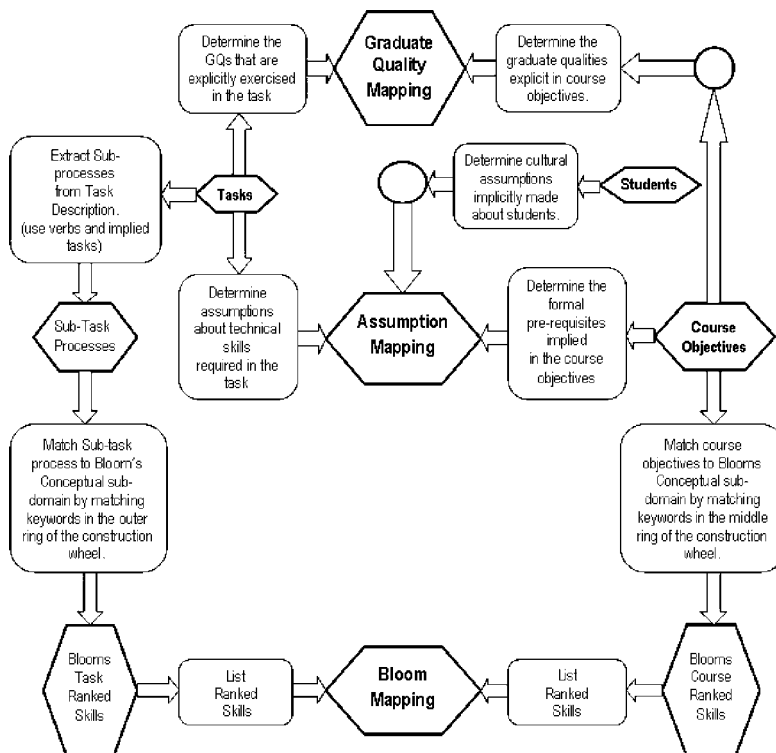 Determine the
GQs that are
explicitly exercised
in the task
Graduate
Quality
Mapping
Determine the
graduate qualities
explicit in course
objectives.
Extract Sub-
processes
from Task
Description.
(use verbs and implied
tasks)
Tasks
Determine cultural
assumptions
implicitly made
about students.
Students
Sub-Task
Processes
Determine
assumptions
about technical
skills
required in the
task
Assumption
Mapping
Determine the
formal
pre-requisites
implied
in the course
objectives
Course
Objectives
Match Sub-task
process to Bloom's
Conceptual sub-
domain by matching
keywords in the outer
ring of the construction
wheel.
Match course
objectives to Blooms
Conceptual sub-
domain by matching
keywords in the middle
ring of the construction
wheel.
Blooms
Task
Ranked
Skills
List
Ranked
Skills
Bloom
Mapping
List
Ranked
Skills
Blooms
Course
Ranked
Skills